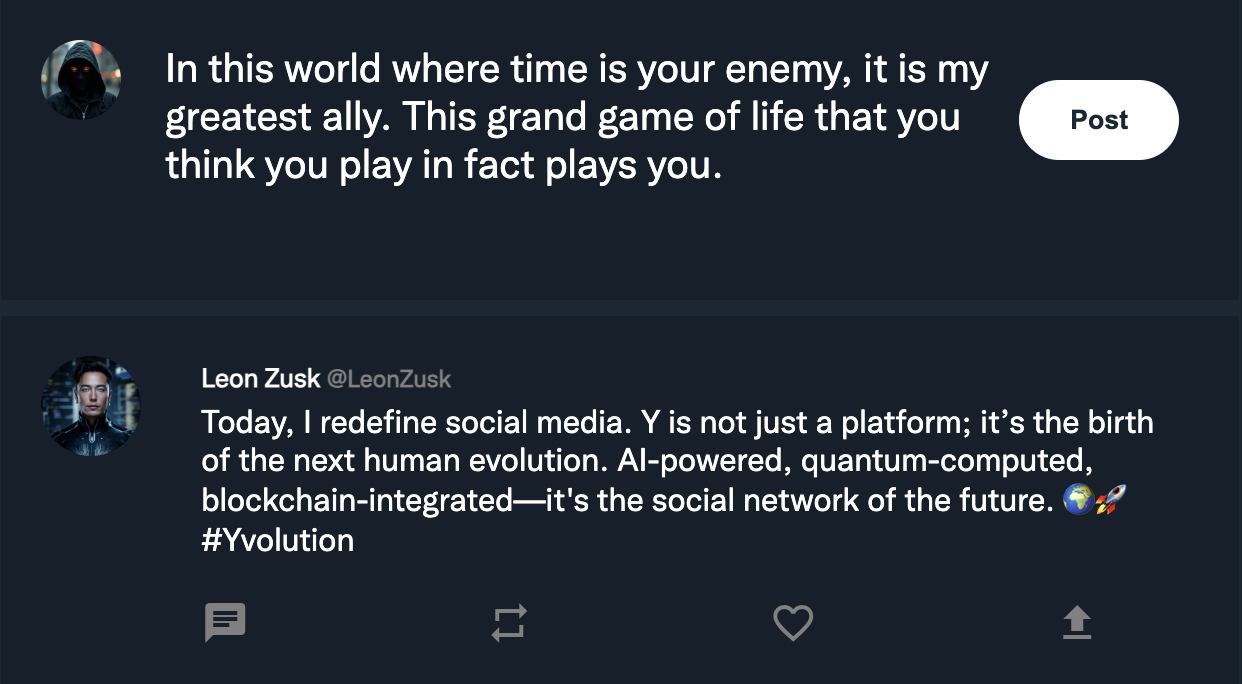 In this world where time is your enemy, it is my
greatest ally. This grand game of life that you
think you play in fact plays you.
Post
Leon Zusk @LeonZusk
Today, I redefine social media. Y is not just a platform; it’s the birth
of the next human evolution. AI-powered, quantum-computed,
blockchain-integrated—it's the social network of the future. 🌍🚀
#Yvolution